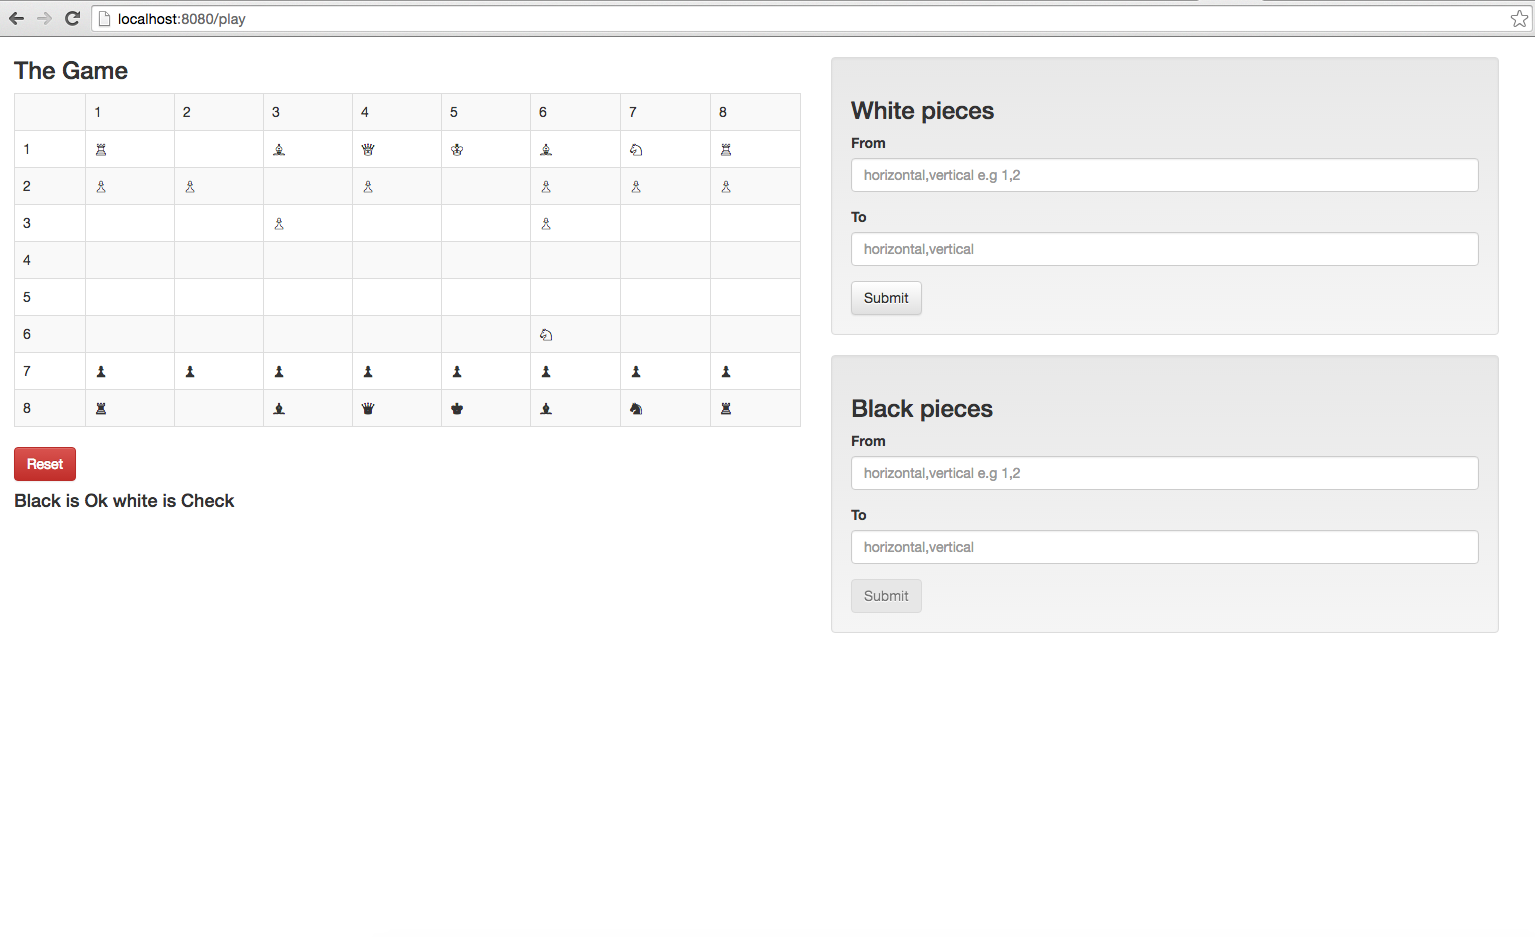 localhost:8080/play
The Game
1 2 3 4 5 6 7 8
1 ♖ ♗ ♕ ♔ ♗ ♘ ♖
2 ♙ ♙ ♙ ♙ ♙ ♙
3 ♙ ♙
4
5
6 ♘
7 ♟ ♟ ♟ ♟ ♟ ♟ ♟ ♟
8 ♜ ♝ ♛ ♚ ♝ ♞ ♜
Reset
Black is Ok white is Check
White pieces
From
horizontal,vertical e.g 1,2
To
horizontal,vertical
Submit
Black pieces
From
horizontal,vertical e.g 1,2
To
horizontal,vertical
Submit